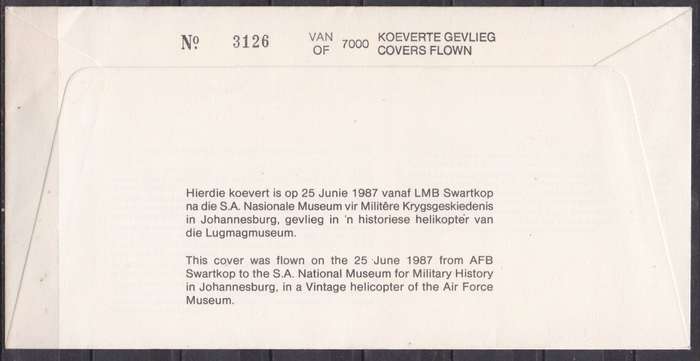 Nº 3126 VAN OF 7000 KOEVERTE GEVLIEG
COVERS FLOWN
Hierdie koevert is op 25 Junie 1987 vanaf LMB Swartkop
na die S.A. Nasionale Museum vir Militêre Krygsgeskiedenis
in Johannesburg, gevlieg in 'n historiese helikopter van
die Lugmagmuseum.
This cover was flown on the 25 June 1987 from AFB
Swartkop to the S.A. National Museum for Military History
in Johannesburg, in a Vintage helicopter of the Air Force
Museum.